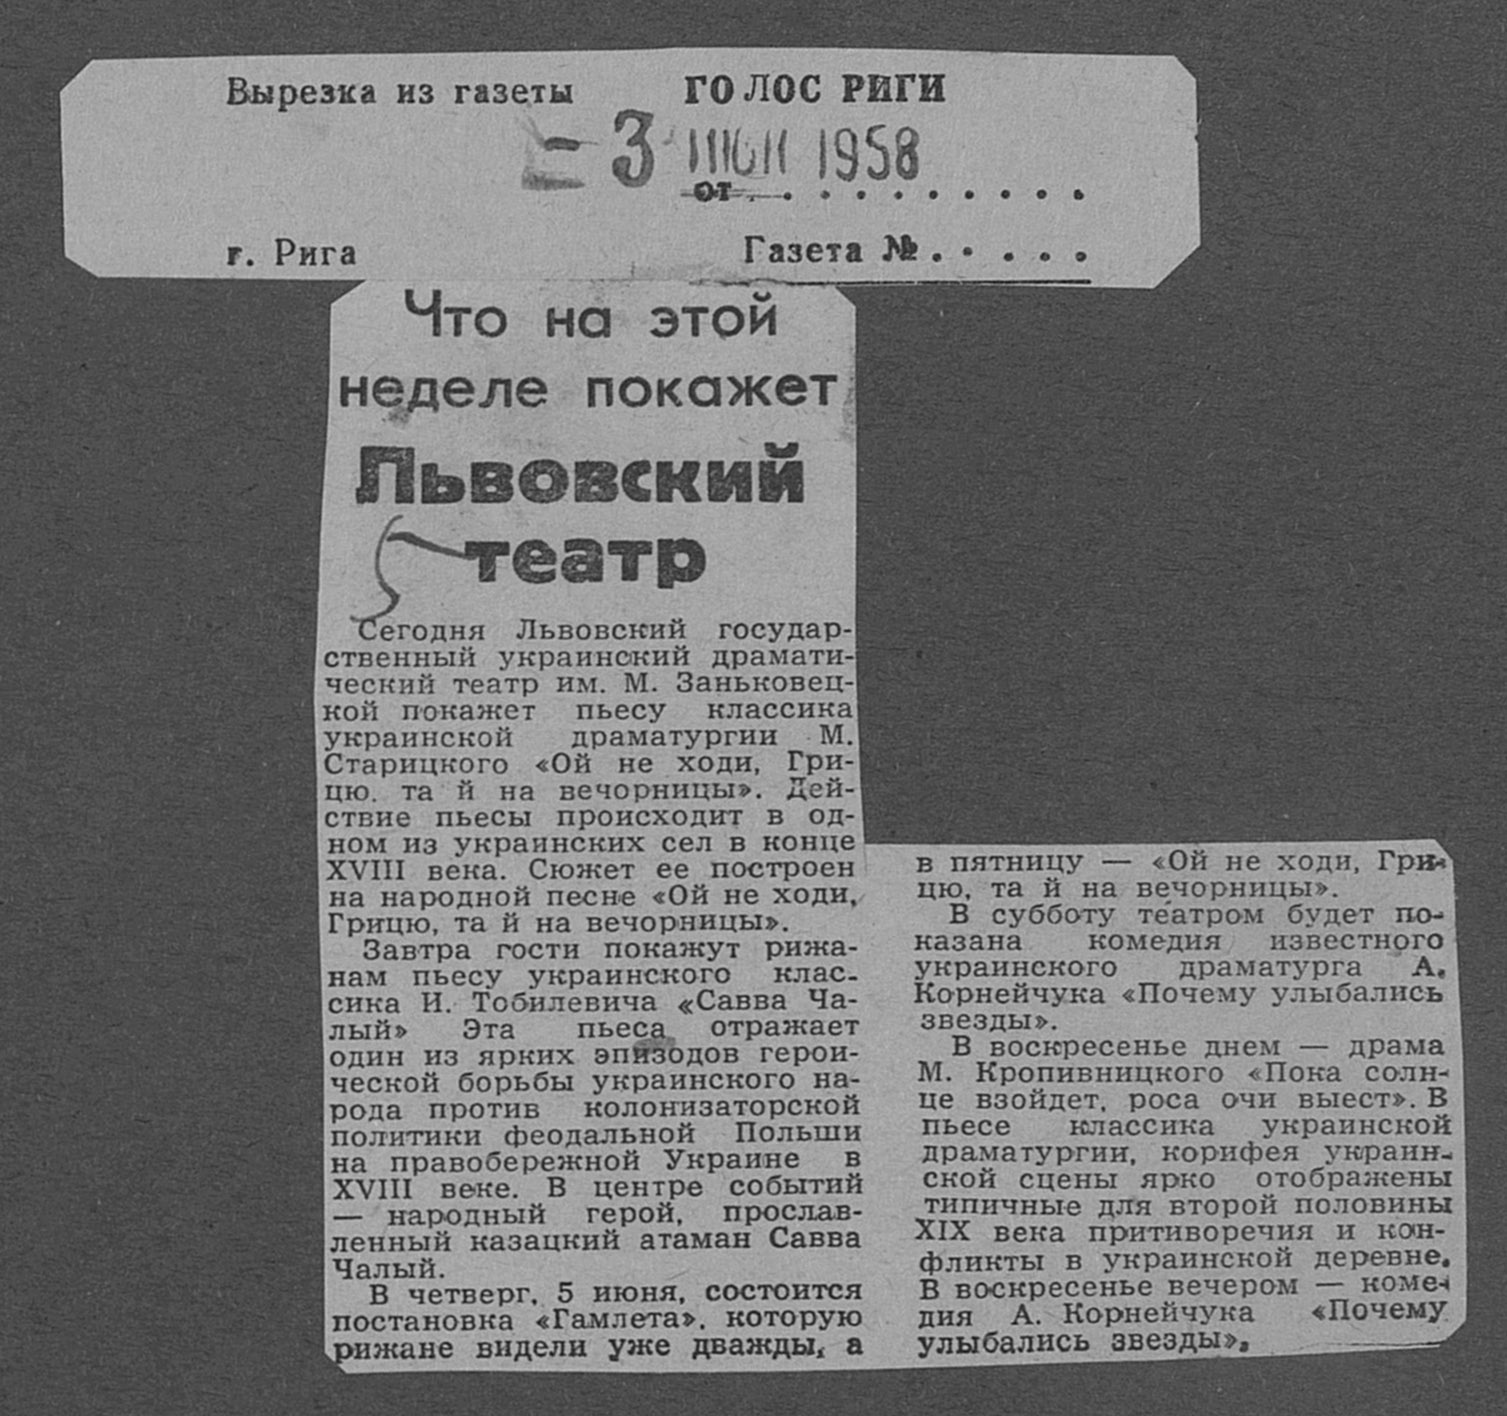 Вырезка из газеты ГОЛОС РИГИ
- 3 ИЮН 1958
от . . . . . . . . .
г. Рига Газета № . . . . .
Что на этой
неделе покажет
Львовский
театр
Сегодня Львовский государ-
ственный украинский драмати-
ческий театр им. М. Заньковец-
кой покажет пьесу классика
украинской драматургии М.
Старицкого «Ой не ходи, Гри-
цю. та й на вечорницы». Дей-
ствие пьесы происходит в од-
ном из украинских сел в конце
XVIII века. Сюжет ее построен
на народной песне «Ой не ходи,
Грицю, та й на вечорницы».
Завтра гости покажут рижа-
нам пьесу украинского клас-
сика И. Тобилевича «Савва Ча-
лый» Эта пьеса отражает
один из ярких эпизодов герои-
ческой борьбы украинского на-
рода против колонизаторской
политики феодальной Польши
на правобережной Украине в
XVIII веке. В центре событий
— народный герой, прослав-
ленный казацкий атаман Савва
Чалый.
В четверг, 5 июня, состоится
постановка «Гамлета», которую
рижане видели уже дважды, а
в пятницу — «Ой не ходи, Гри-
цю, та й на вечорницы».
В субботу театром будет по-
казана комедия известного
украинского драматурга А.
Корнейчука «Почему улыбались
звезды».
В воскресенье днем — драма
М. Кропивницкого «Пока солн-
це взойдет, роса очи выест». В
пьесе классика украинской
драматургии, корифея украин-
ской сцены ярко отображены
типичные для второй половины
XIX века притиворечия и кон-
фликты в украинской деревне.
В воскресенье вечером — коме-
дия А. Корнейчука «Почему
улыбались звезды».